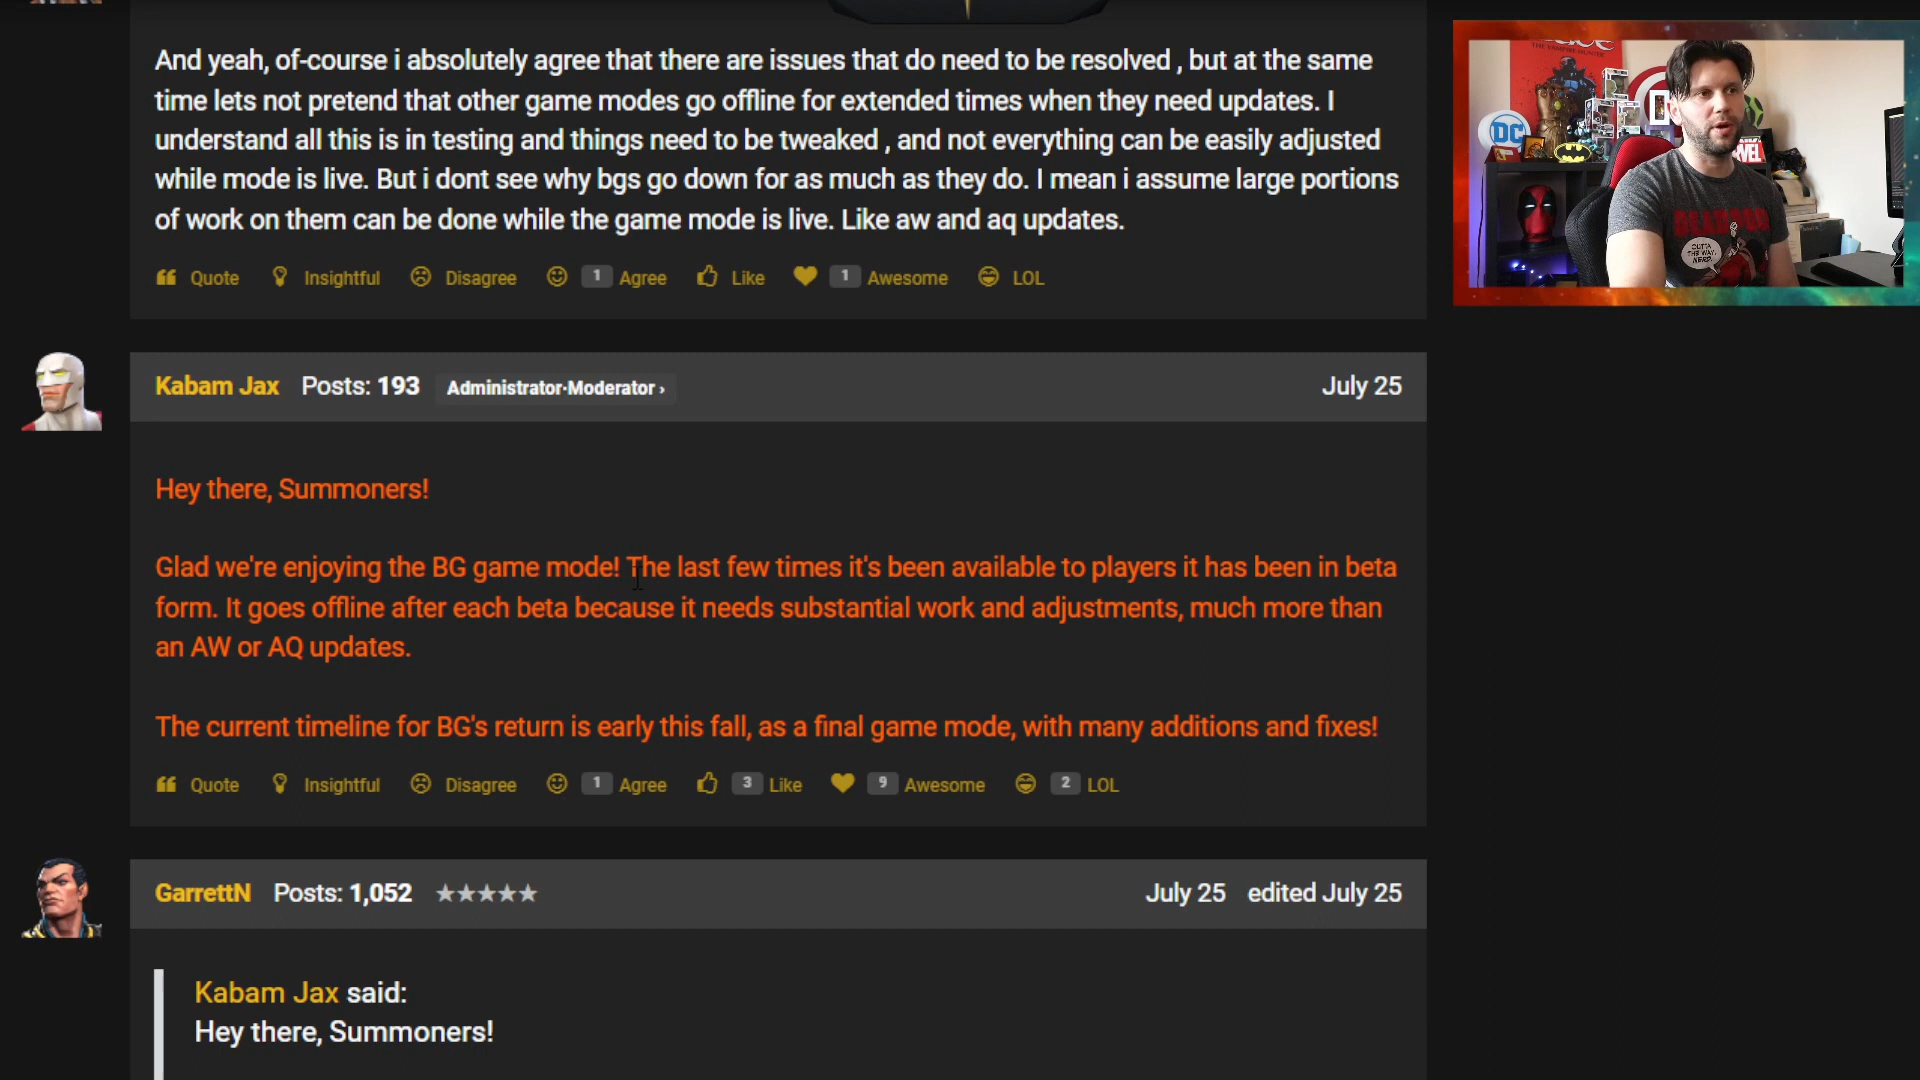 And yeah, of-course i absolutely agree that there are issues that do need to be resolved , but at the same
time lets not pretend that other game modes go offline for extended times when they need updates. I
understand all this is in testing and things need to be tweaked , and not everything can be easily adjusted
while mode is live. But i dont see why bgs go down for as much as they do. I mean i assume large portions
of work on them can be done while the game mode is live. Like aw and aq updates.
Quote Insightful Disagree 1 Agree Like 1 Awesome LOL
Kabam Jax Posts: 193 Administrator·Moderator › July 25
Hey there, Summoners!
Glad we're enjoying the BG game mode! The last few times it's been available to players it has been in beta
form. It goes offline after each beta because it needs substantial work and adjustments, much more than
an AW or AQ updates.
The current timeline for BG's return is early this fall, as a final game mode, with many additions and fixes!
Quote Insightful Disagree 1 Agree 3 Like 9 Awesome 2 LOL
GarrettN Posts: 1,052 ★★★★★ July 25 edited July 25
Kabam Jax said:
Hey there, Summoners!
THE VAMPIRE HUNTER
DC
DEADPOOL
OUTTA
THE WAY,
NERD.